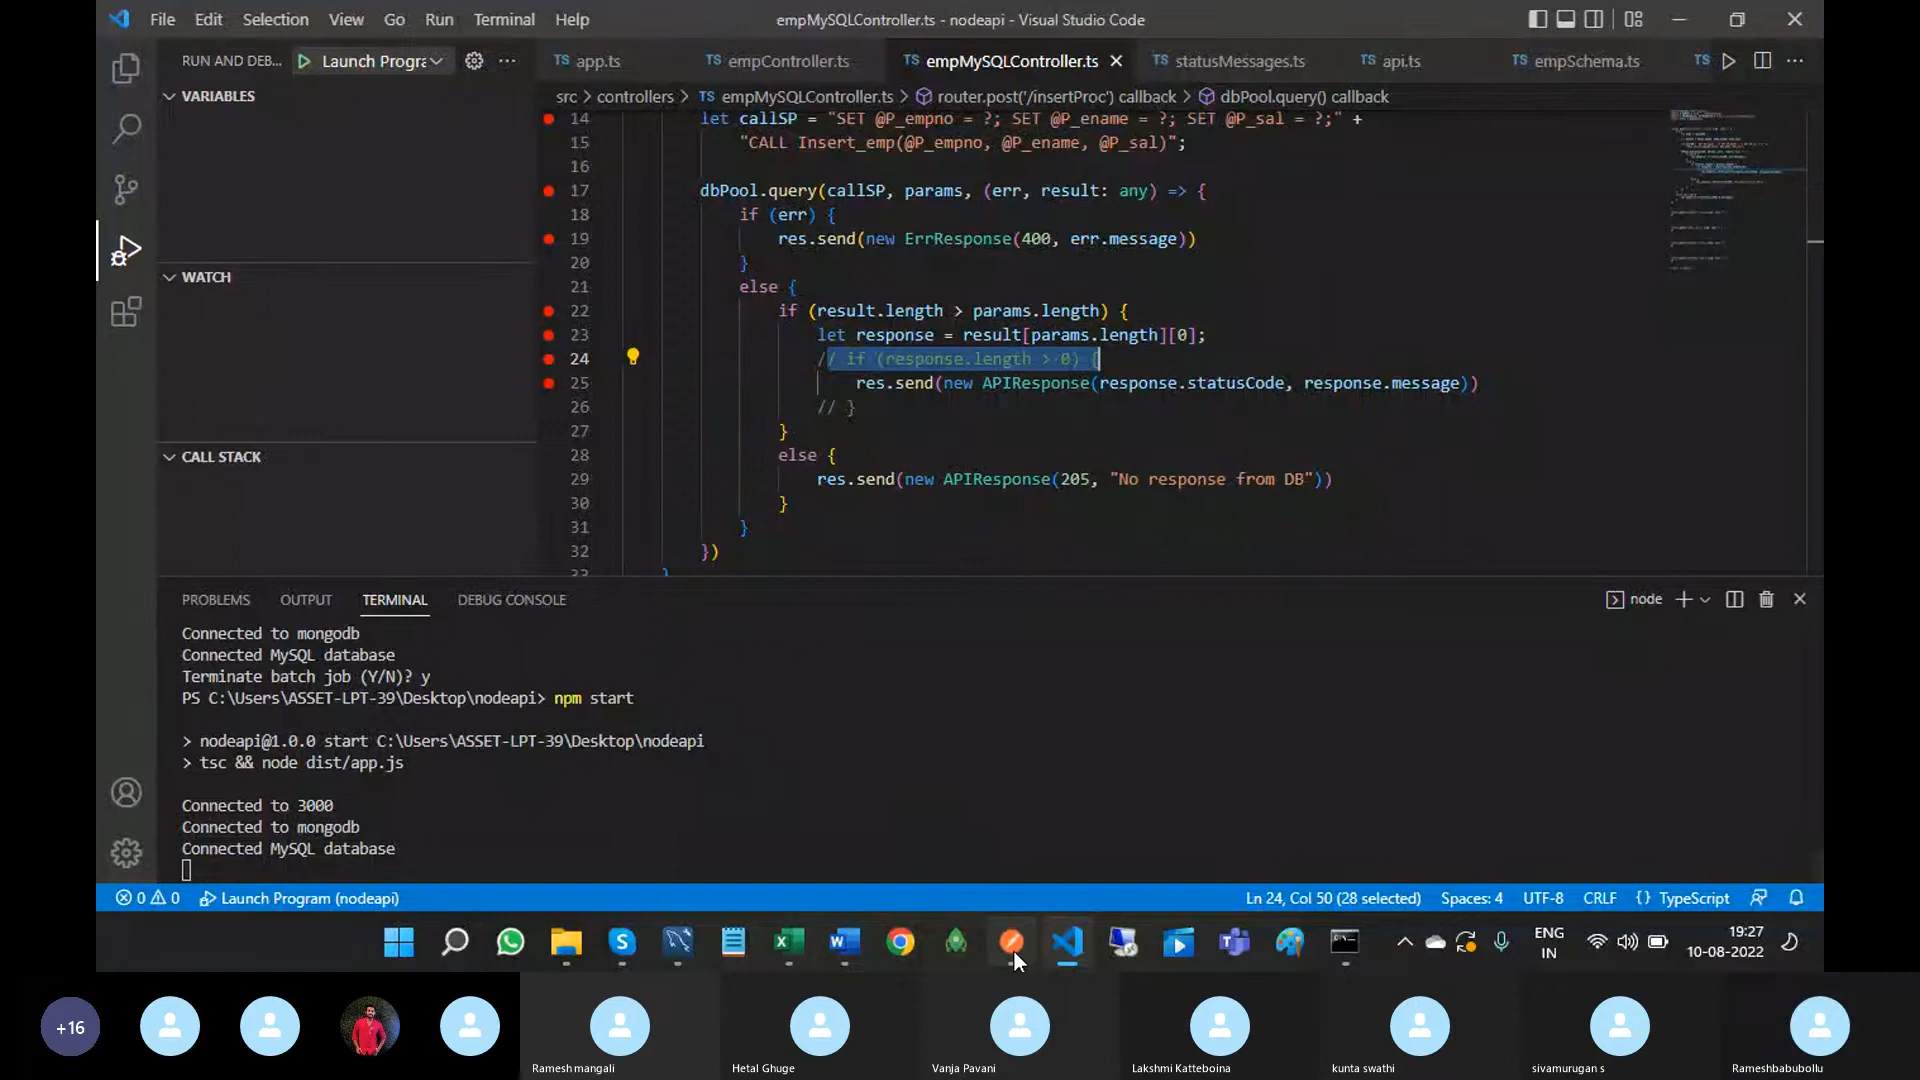 File Edit Selection View Go Run Terminal Help
empMySQLController.ts - nodeapi - Visual Studio Code
RUN AND DEB... Launch Progra
TS app.ts TS empController.ts TS empMySQLController.ts TS statusMessages.ts TS api.ts TS empSchema.ts TS
src > controllers > TS empMySQLController.ts > router.post('/insertProc') callback > dbPool.query() callback
VARIABLES
WATCH
CALL STACK
14 let callSP = "SET @P_empno = ?; SET @P_ename = ?; SET @P_sal = ?;" +
15 "CALL Insert_emp(@P_empno, @P_ename, @P_sal)";
16
17 dbPool.query(callSP, params, (err, result: any) => {
18 if (err) {
19 res.send(new ErrResponse(400, err.message))
20 }
21 else {
22 if (result.length > params.length) {
23 let response = result[params.length][0];
24 // if (response.length > 0) {
25 res.send(new APIResponse(response.statusCode, response.message))
26 // }
27 }
28 else {
29 res.send(new APIResponse(205, "No response from DB"))
30 }
31 }
32 })
33 }
PROBLEMS OUTPUT TERMINAL DEBUG CONSOLE
node
Connected to mongodb
Connected MySQL database
Terminate batch job (Y/N)? y
PS C:\Users\ASSET-LPT-39\Desktop\nodeapi> npm start
> nodeapi@1.0.0 start C:\Users\ASSET-LPT-39\Desktop\nodeapi
> tsc && node dist/app.js
Connected to 3000
Connected to mongodb
Connected MySQL database
0 0 Launch Program (nodeapi)
Ln 24, Col 50 (28 selected) Spaces: 4 UTF-8 CRLF {} TypeScript
ENG
IN
19:27
10-08-2022
+16
Ramesh mangali
Hetal Ghuge
Vanja Pavani
Lakshmi Katteboina
kunta swathi
sivamurugan s
Rameshbabubollu